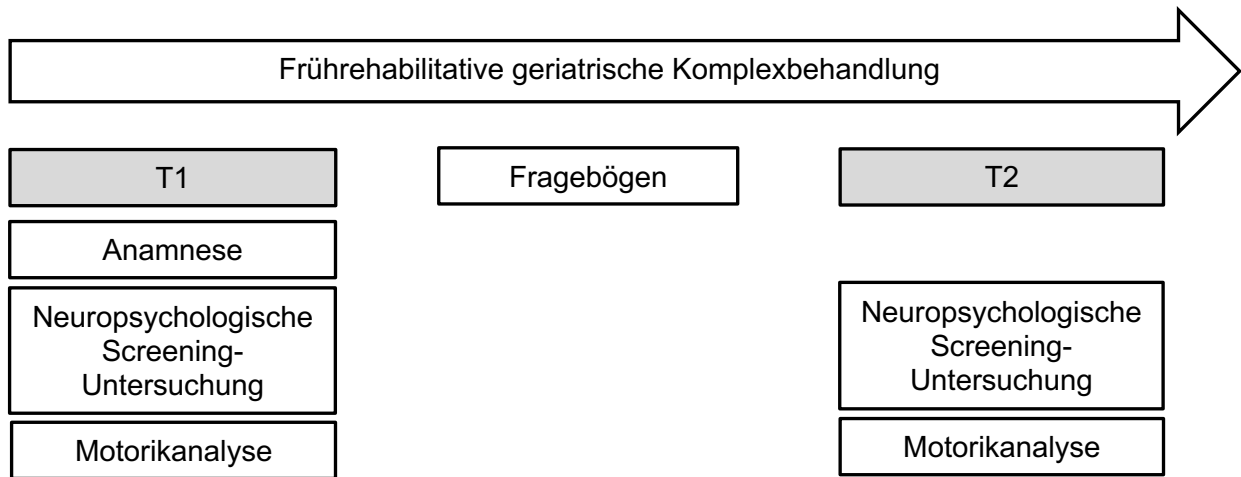 Frührehabilitative geriatrische Komplexbehandlung
T1
Fragebögen
T2
Anamnese
Neuropsychologische
Screening-
Untersuchung
Neuropsychologische
Screening-
Untersuchung
Motorikanalyse
Motorikanalyse